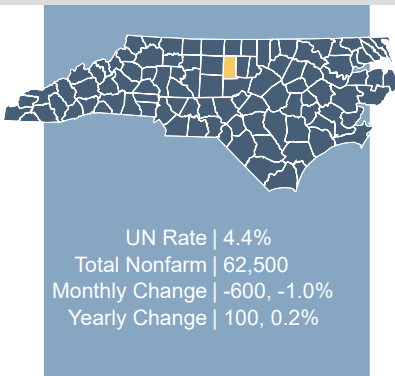 UN Rate | 4.4%
Total Nonfarm | 62,500
Monthly Change | -600, -1.0%
Yearly Change | 100, 0.2%